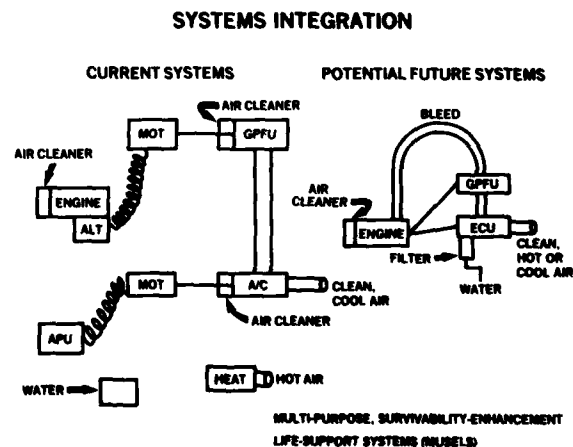 SYSTEMS INTEGRATION
CURRENT SYSTEMS
AIR CLEANER
MOT
GPFU
AIR CLEANER
ENGINE
ALT
MOT
A/C
CLEAN,
COOL AIR
AIR CLEANER
APU
WATER
HEAT
HOT AIR
POTENTIAL FUTURE SYSTEMS
BLEED
AIR
CLEANER
GPFU
ENGINE
ECU
FILTER
CLEAN,
HOT OR
COOL AIR
WATER
MULTI-PURPOSE, SURVIVABILITY-ENHANCEMENT
LIFE-SUPPORT SYSTEMS (MUSELS)